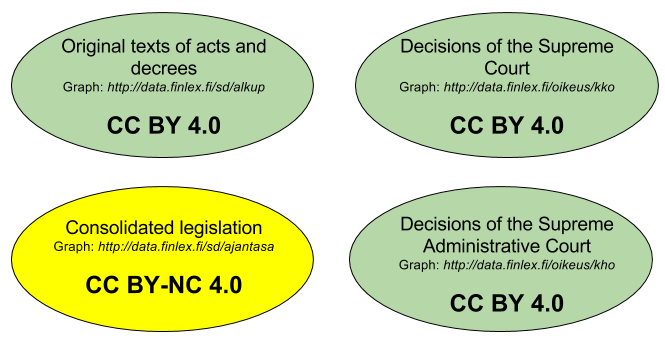 Original texts of acts and
decrees
Graph: http://data.finlex.fi/sd/alkup
CC BY 4.0
Decisions of the Supreme
Court
Graph: http://data.finlex.fi/oikeus/kko
CC BY 4.0
Consolidated legislation
Graph: http://data.finlex.fi/sd/ajantasa
CC BY-NC 4.0
Decisions of the Supreme
Administrative Court
Graph: http://data.finlex.fi/oikeus/kho
CC BY 4.0